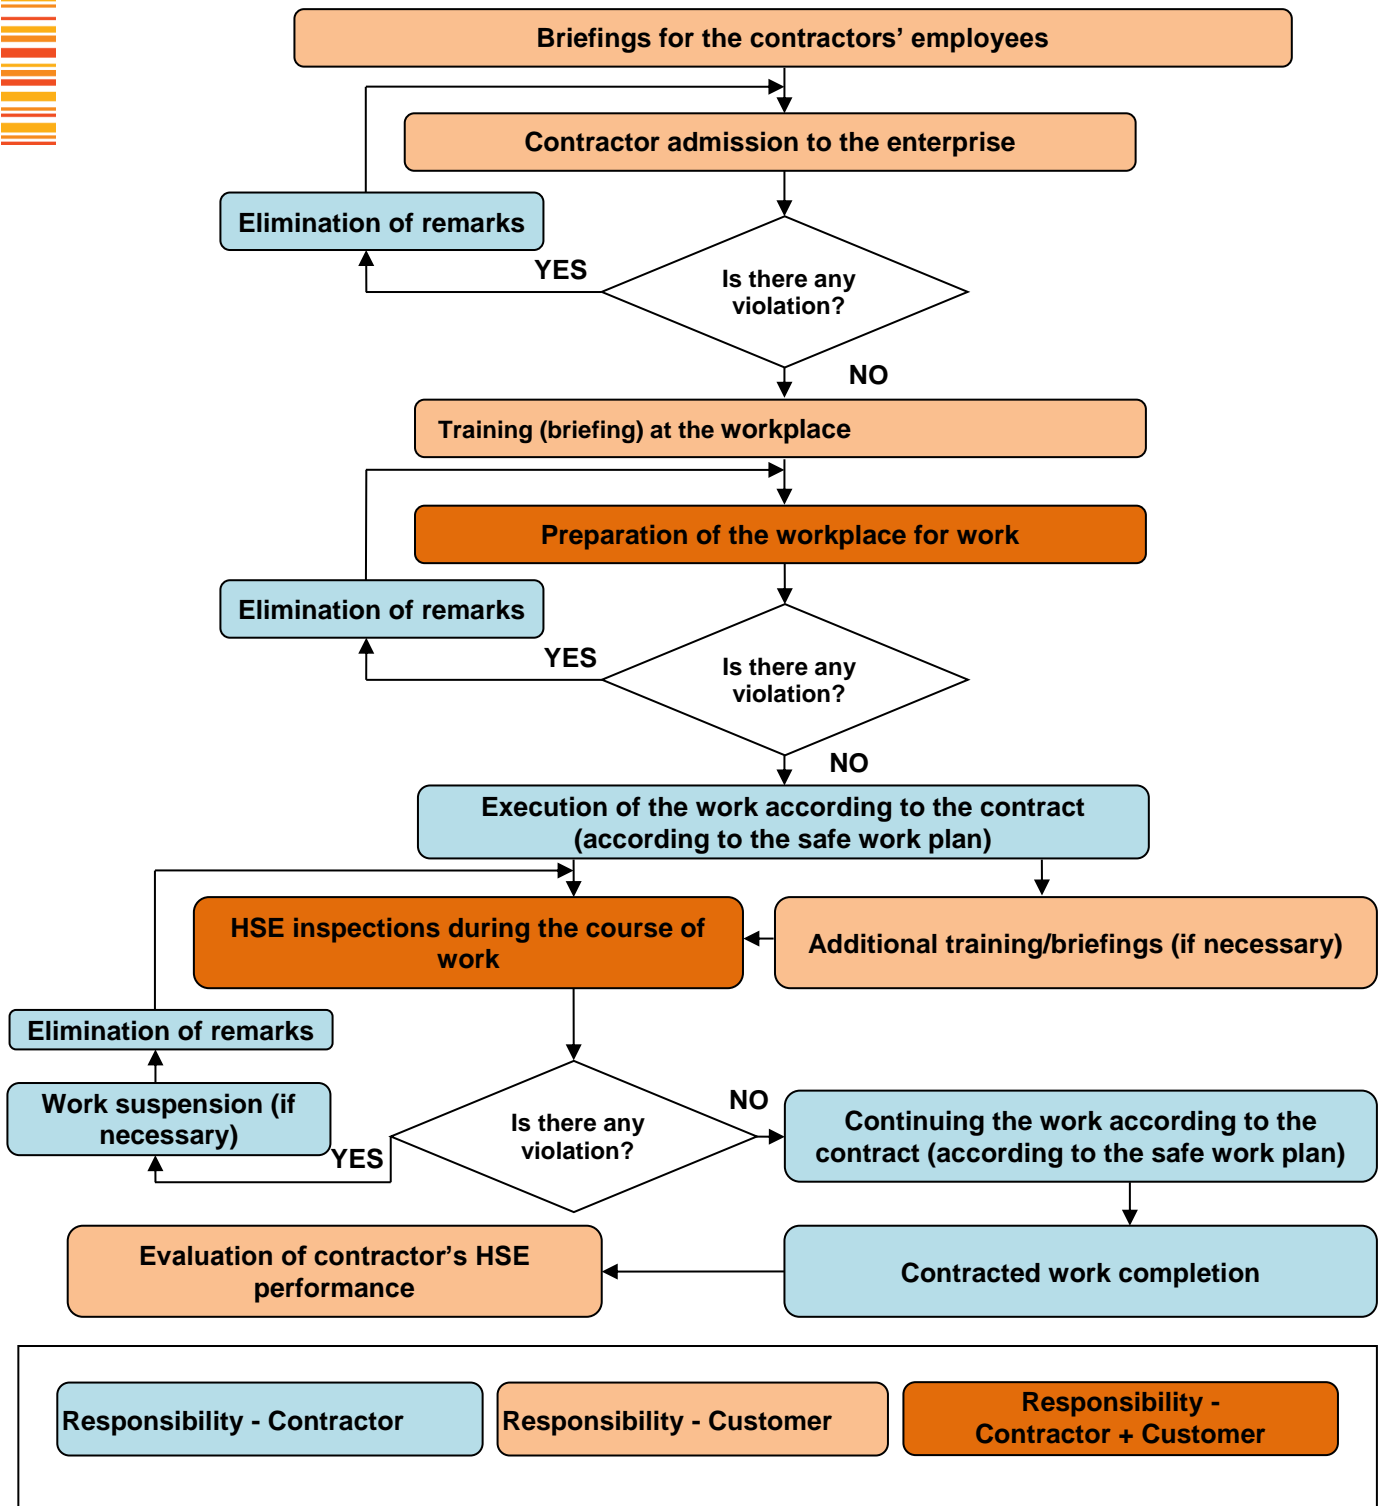 Briefings for the contractors’ employees
Contractor admission to the enterprise
Elimination of remarks
YES
Is there any
violation?
NO
Training (briefing) at the workplace
Preparation of the workplace for work
Elimination of remarks
YES
Is there any
violation?
NO
Execution of the work according to the contract
(according to the safe work plan)
HSE inspections during the course of
work
Additional training/briefings (if necessary)
Elimination of remarks
Work suspension (if
necessary)
YES
Is there any
violation?
NO
Continuing the work according to the
contract (according to the safe work plan)
Evaluation of contractor’s HSE
performance
Contracted work completion
Responsibility - Contractor
Responsibility - Customer
Responsibility -
Contractor + Customer